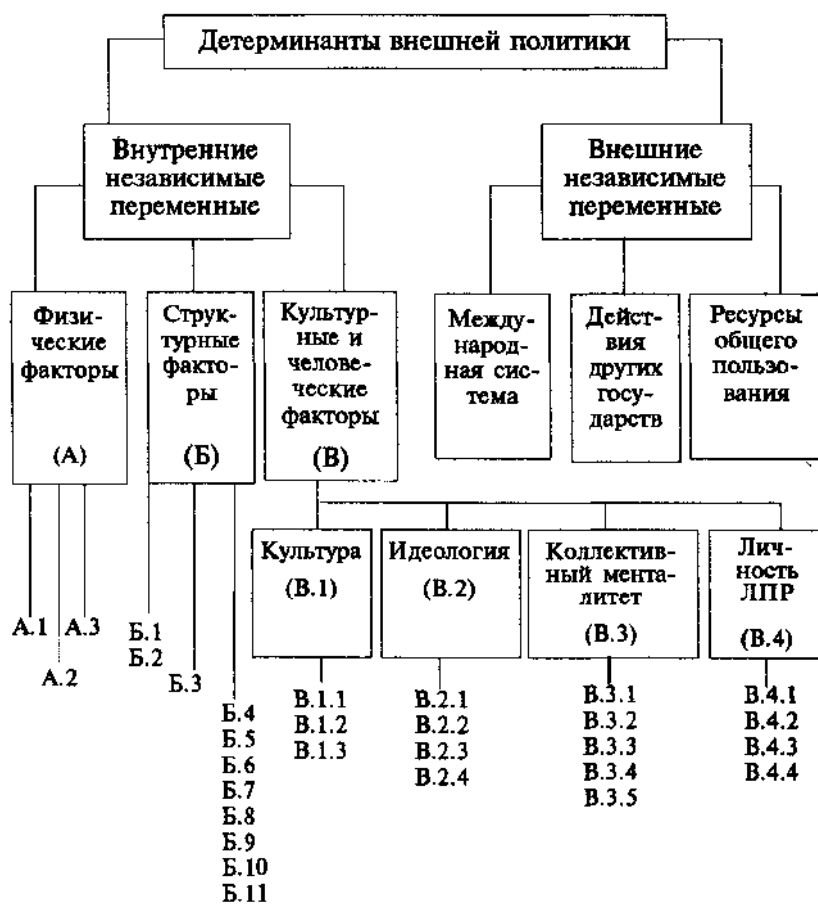 Детерминанты внешней политики
Внутренние
независимые
переменные
Внешние
независимые
переменные
Физи-
ческие
факторы
(А)
Струк-
турные
факто-
ры
(Б)
Культур-
ные и
человече-
ческие
факторы
(В)
Между-
народ-
ная сис-
тема
Дейст-
вия
других
госу-
дарств
Ресурсы
общего
пользо-
вания
Культура
(В.1)
Идеология
(В.2)
Коллектив-
ный мента-
литет
(В.3)
Лич-
ность
ЛПР
(В.4)
А.1
А.2
А.3
Б.1
Б.2
Б.3
Б.4
Б.5
Б.6
Б.7
Б.8
Б.9
Б.10
Б.11
В.1.1
В.1.2
В.1.3
В.2.1
В.2.2
В.2.3
В.2.4
В.3.1
В.3.2
В.3.3
В.3.4
В.3.5
В.4.1
В.4.2
В.4.3
В.4.4